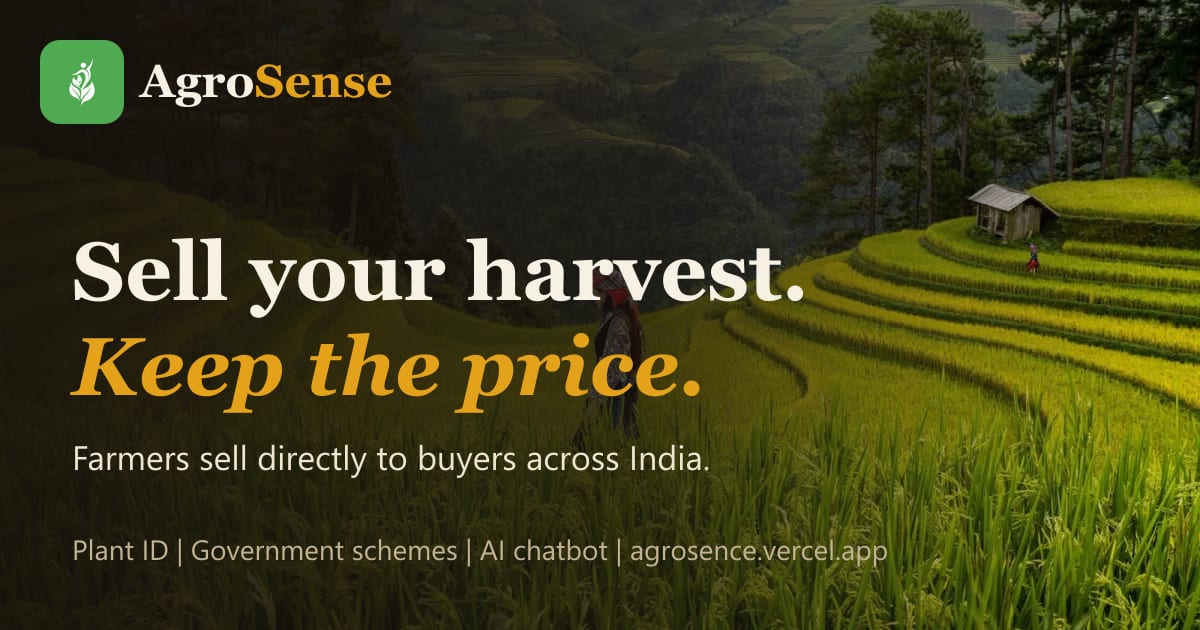 AgroSense
Sell your harvest.
Keep the price.
Farmers sell directly to buyers across India.
Plant ID | Government schemes | AI chatbot | agrosence.vercel.app